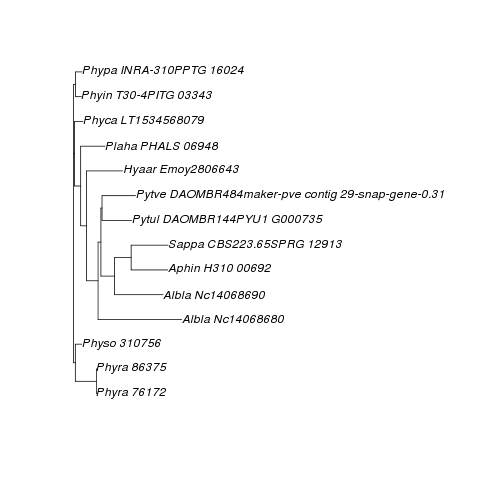 Phypa INRA-310PPTG 16024
Phyin T30-4PITG 03343
Phyca LT1534568079
Plaha PHALS 06948
Hyaar Emoy2806643
Pytve DAOMBR484maker-pve contig 29-snap-gene-0.31
Pytul DAOMBR144PYU1 G000735
Sappa CBS223.65SPRG 12913
Aphin H310 00692
Albla Nc14068690
Albla Nc14068680
Physo 310756
Phyra 86375
Phyra 76172